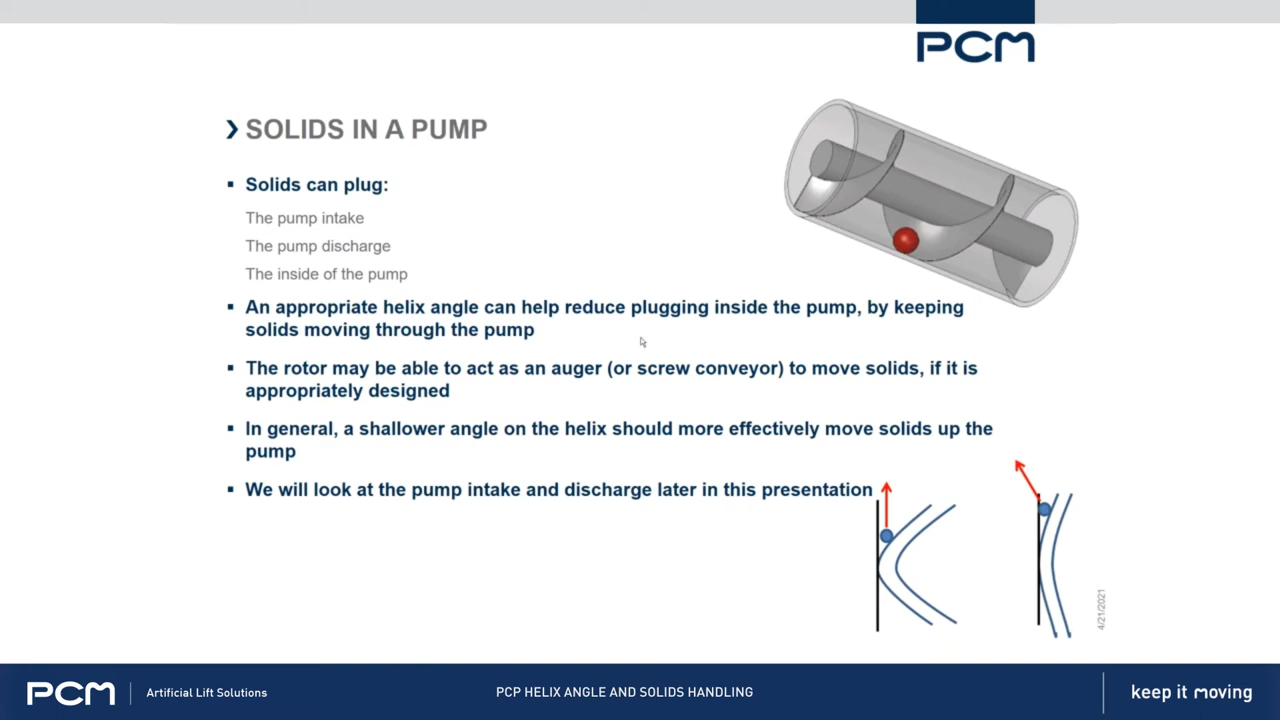 PCM
SOLIDS IN A PUMP
Solids can plug:
The pump intake
The pump discharge
The inside of the pump
An appropriate helix angle can help reduce plugging inside the pump, by keeping
solids moving through the pump
The rotor may be able to act as an auger (or screw conveyor) to move solids, if it is
appropriately designed
In general, a shallower angle on the helix should more effectively move solids up the
pump
We will look at the pump intake and discharge later in this presentation
4/21/2021
PCM
Artificial Lift Solutions
PCP HELIX ANGLE AND SOLIDS HANDLING
keep it moving